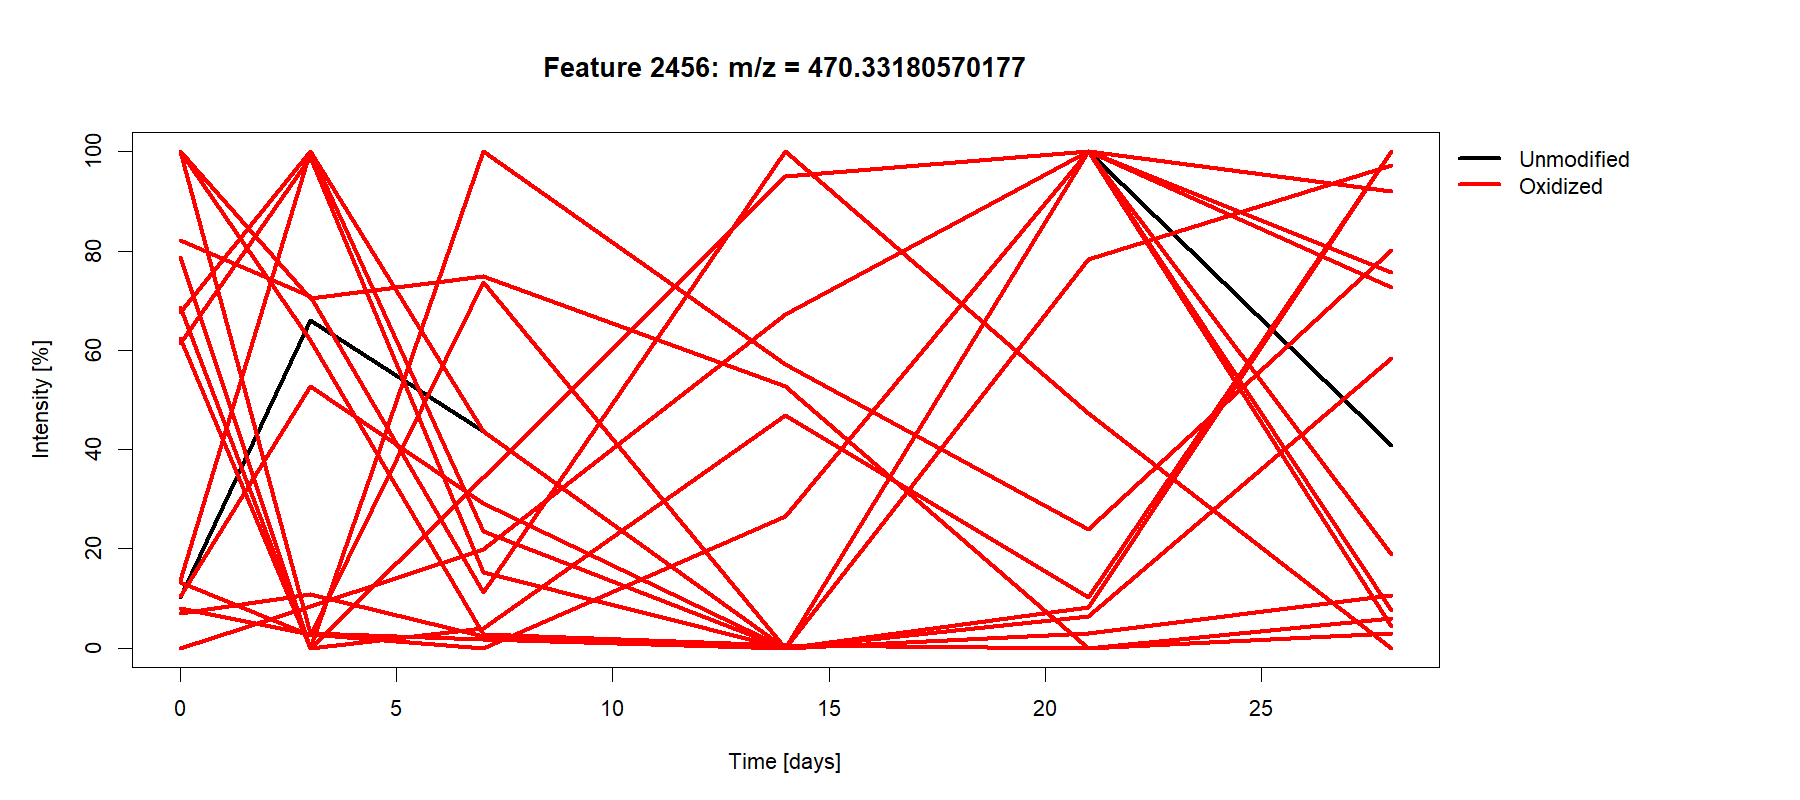 Feature 2456: m/z = 470.33180570177
Unmodified
Oxidized
Intensity [%]
100
80
60
40
20
0
0 5 10 15 20 25
Time [days]